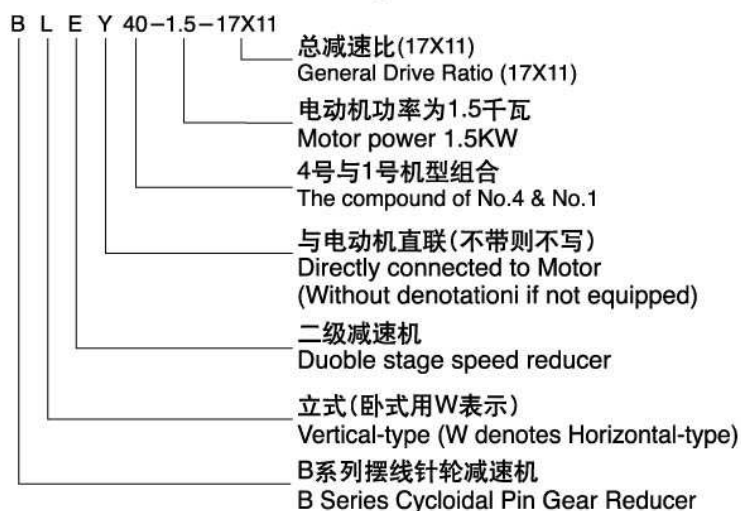 B L E Y 40-1.5-17X11
总减速比(17X11)
General Drive Ratio (17X11)
电动机功率为1.5千瓦
Motor power 1.5KW
4号与1号机型组合
The compound of No.4 & No.1
与电动机直联(不带则不写)
Directly connected to Motor
(Without denotationi if not equipped)
二级减速机
Duoble stage speed reducer
立式(卧式用W表示)
Vertical-type (W denotes Horizontal-type)
B系列摆线针轮减速机
B Series Cycloidal Pin Gear Reducer